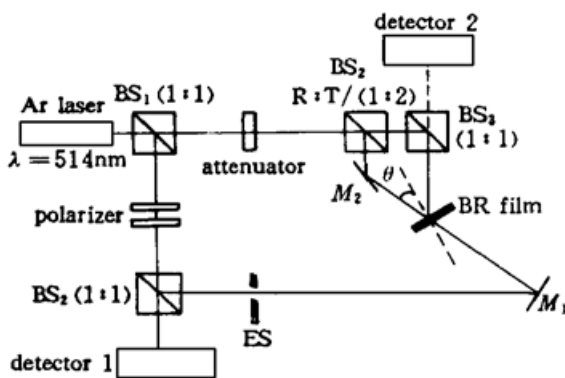 detector 2
BS₂
BS₁ (1:1)
R:T/(1:2)
BS₃
(1:1)
Ar laser
λ=514nm
attenuator
θ
M₂
BR film
polarizer
BS₂ (1:1)
ES
M₁
detector 1